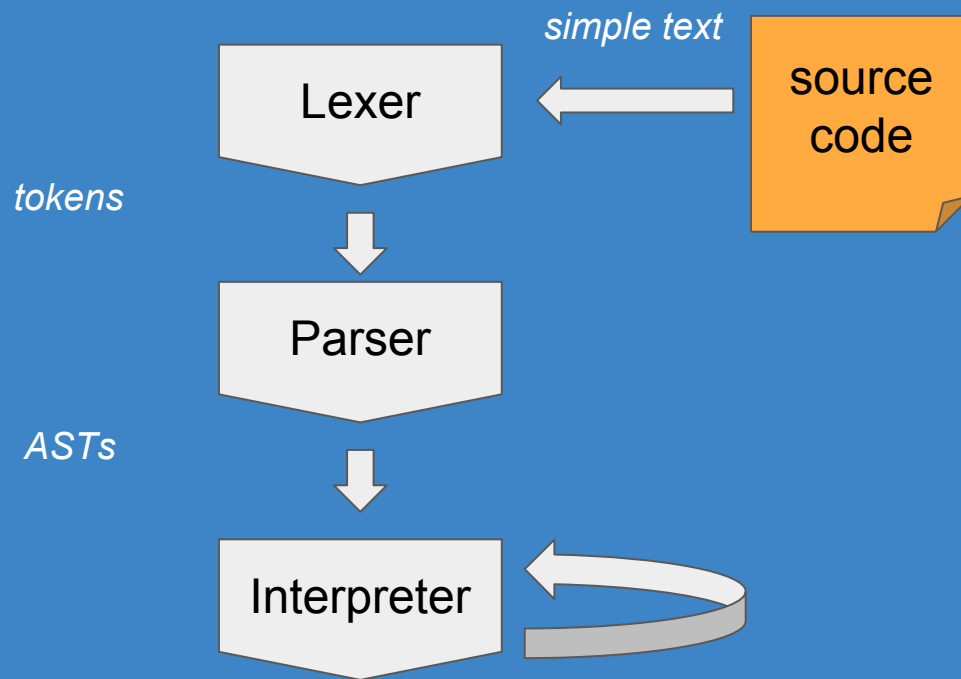 simple text
source
code
Lexer
tokens
Parser
ASTs
Interpreter